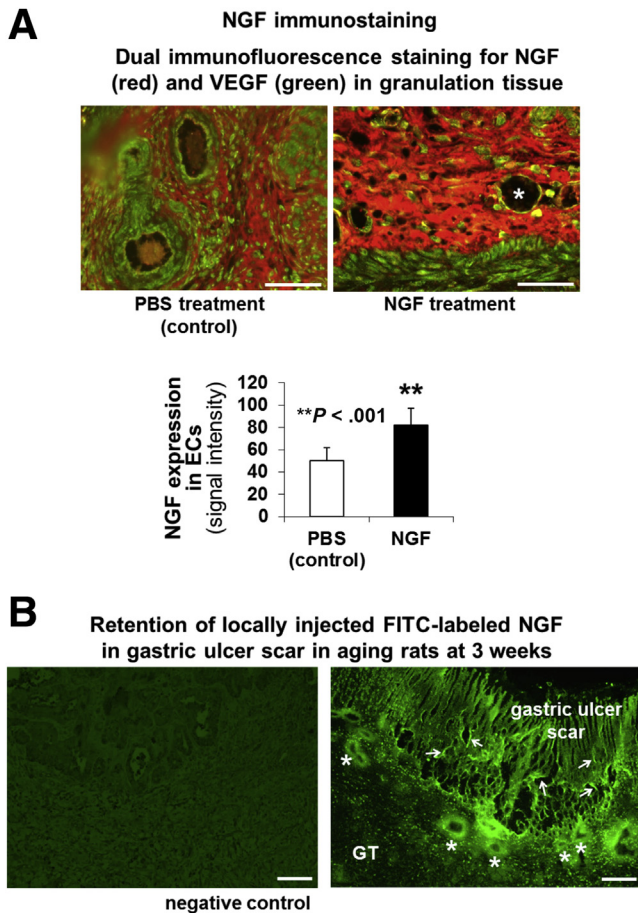 A
NGF immunostaining
Dual immunofluorescence staining for NGF
(red) and VEGF (green) in granulation tissue
*
PBS treatment
(control)
NGF treatment
NGF expression
in ECs
(signal intensity)
120
100
80
60
40
20
0
**P < .001
**
PBS
(control)
NGF
B
Retention of locally injected FITC-labeled NGF
in gastric ulcer scar in aging rats at 3 weeks
gastric ulcer
scar
*
GT
* * * *
negative control